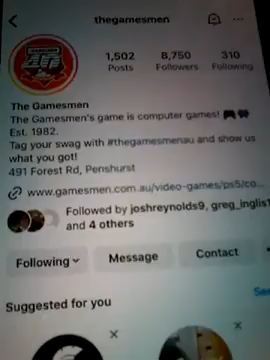 thegamesmen
1,502 8,750 310
Posts Followers Following
The Gamesmen
The Gamesmen's game is computer games! 🎮👾
Est. 1982.
Tag your swag with #thegamesmenau and show us
what you got!
491 Forest Rd, Penshurst
www.gamesmen.com.au/video-games/ps5/co...
Followed by joshreynolds9, greg_inglis1
and 4 others
Following Message Contact
Suggested for you